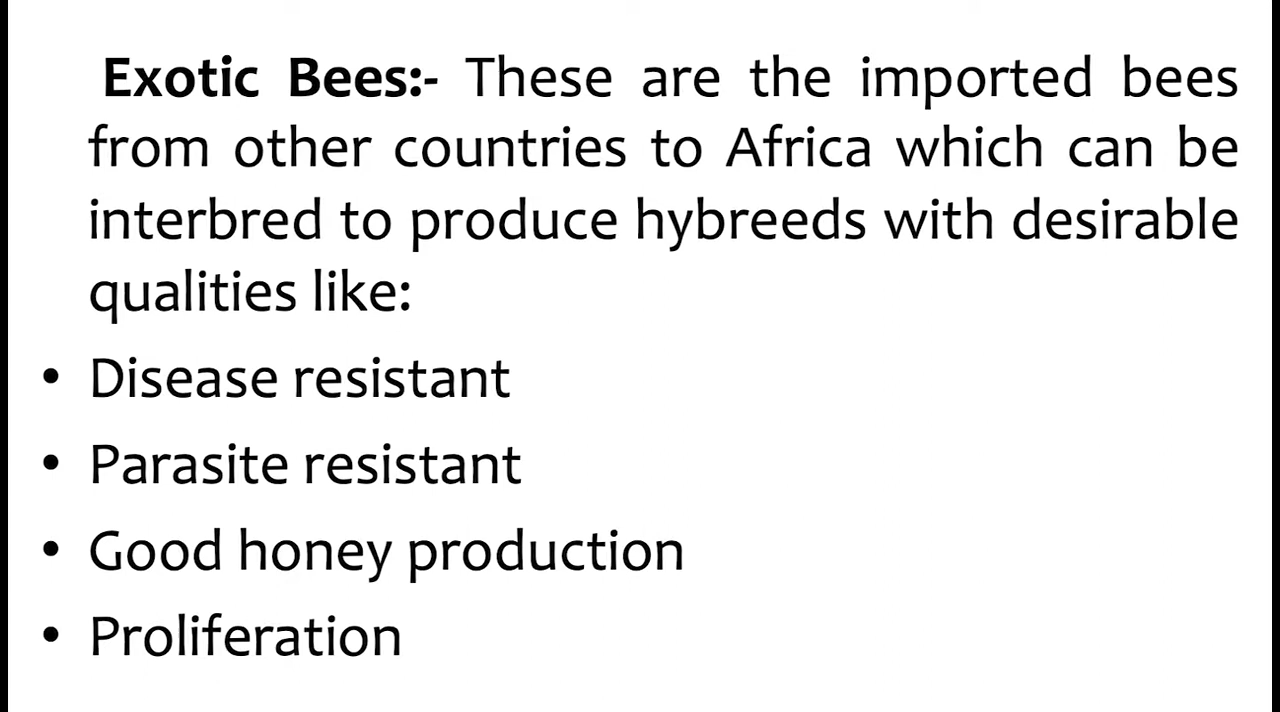 Exotic Bees:- These are the imported bees
from other countries to Africa which can be
interbred to produce hybreeds with desirable
qualities like:
• Disease resistant
• Parasite resistant
• Good honey production
• Proliferation